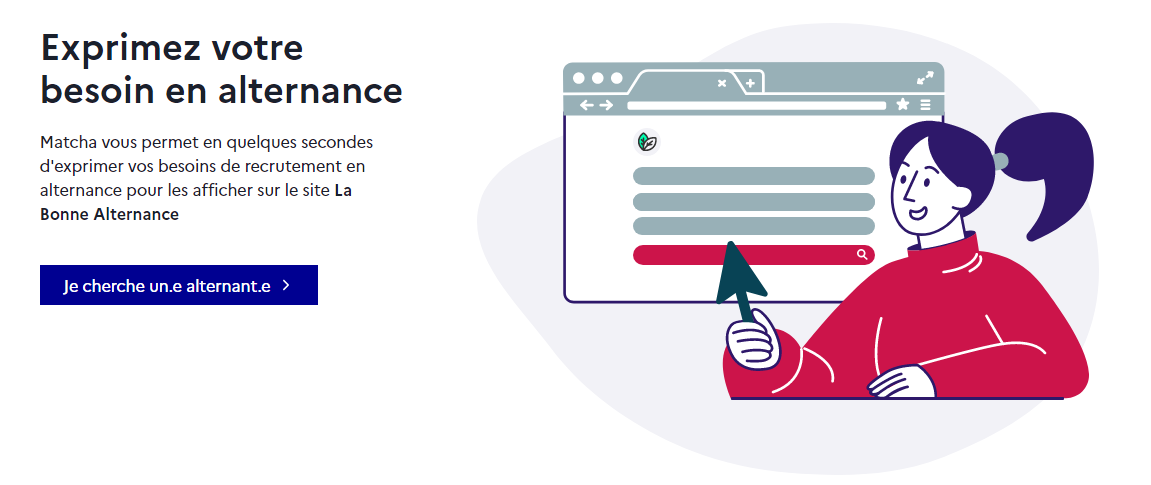 Exprimez votre
besoin en alternance
Matcha vous permet en quelques secondes
d'exprimer vos besoins de recrutement en
alternance pour les afficher sur le site La
Bonne Alternance
Je cherche un.e alternant.e